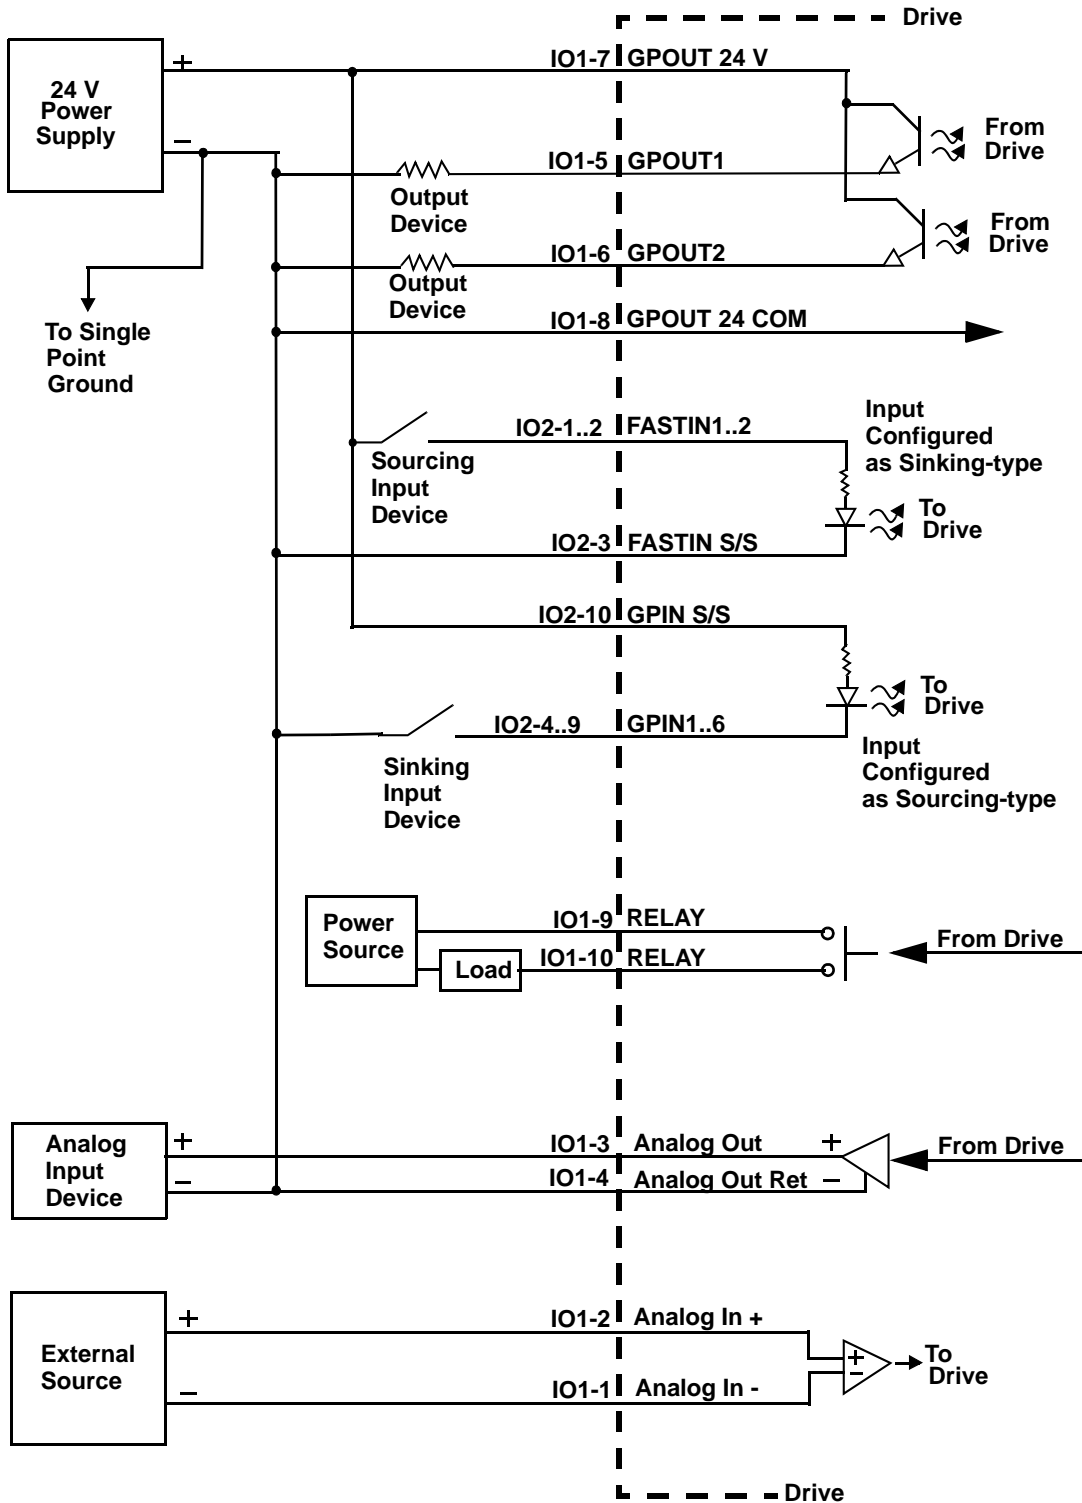 Drive
+
24 V
Power
Supply
−
IO1-7 GPOUT 24 V
From
Drive
IO1-5 GPOUT1
Output
Device
From
Drive
IO1-6 GPOUT2
Output
Device
To Single
Point
Ground
IO1-8 GPOUT 24 COM
Input
Configured
as Sinking-type
IO2-1..2 FASTIN1..2
Sourcing
Input
Device
To
Drive
IO2-3 FASTIN S/S
IO2-10 GPIN S/S
To
Drive
IO2-4..9 GPIN1..6
Sinking
Input
Device
Input
Configured
as Sourcing-type
Power
Source
IO1-9 RELAY
From Drive
Load
IO1-10 RELAY
Analog
Input
Device
+
−
IO1-3 Analog Out +
From Drive
IO1-4 Analog Out Ret −
External
Source
+
−
IO1-2 Analog In +
+
−
To
Drive
IO1-1 Analog In -
Drive